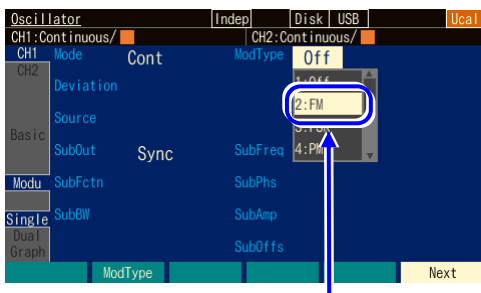 Oscillator Indep Disk USB Ucal
CH1:Continuous/ CH2:Continuous/
CH1 Mode Cont ModType Off
CH2
1:Off
Deviation
2:FM
Source
3:FSK
Basic
SubOut Sync SubFreq 4:PM
Modu SubFctn SubPhs
Single SubBW SubAmp
Dual
Graph SubOffs
ModType Next